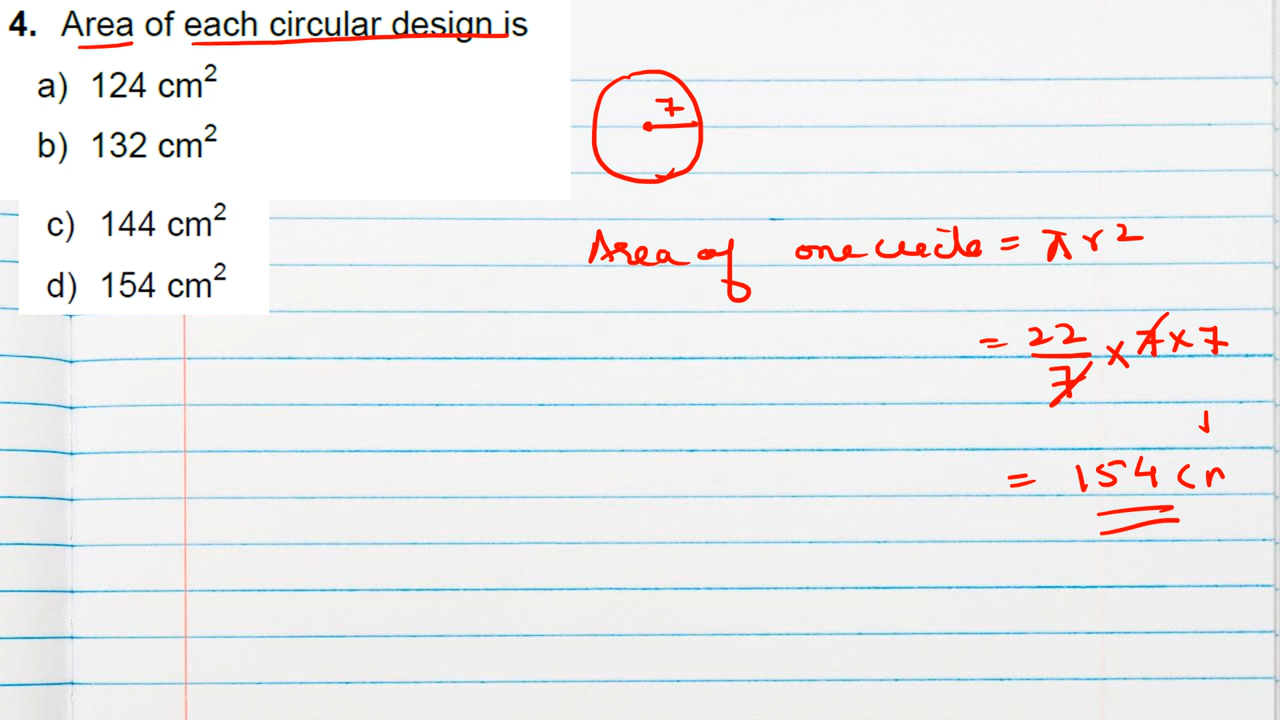 4. Area of each circular design is
a) 124 cm²
b) 132 cm²
c) 144 cm²
d) 154 cm²
7
Area of one circle = π r²
= 22/7 × 7 × 7
= 154 cm